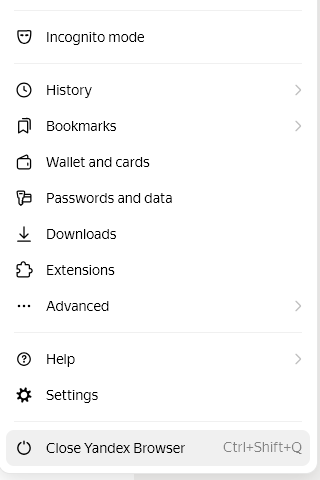 Incognito mode
History
Bookmarks
Wallet and cards
Passwords and data
Downloads
Extensions
Advanced
Help
Settings
Close Yandex Browser Ctrl+Shift+Q